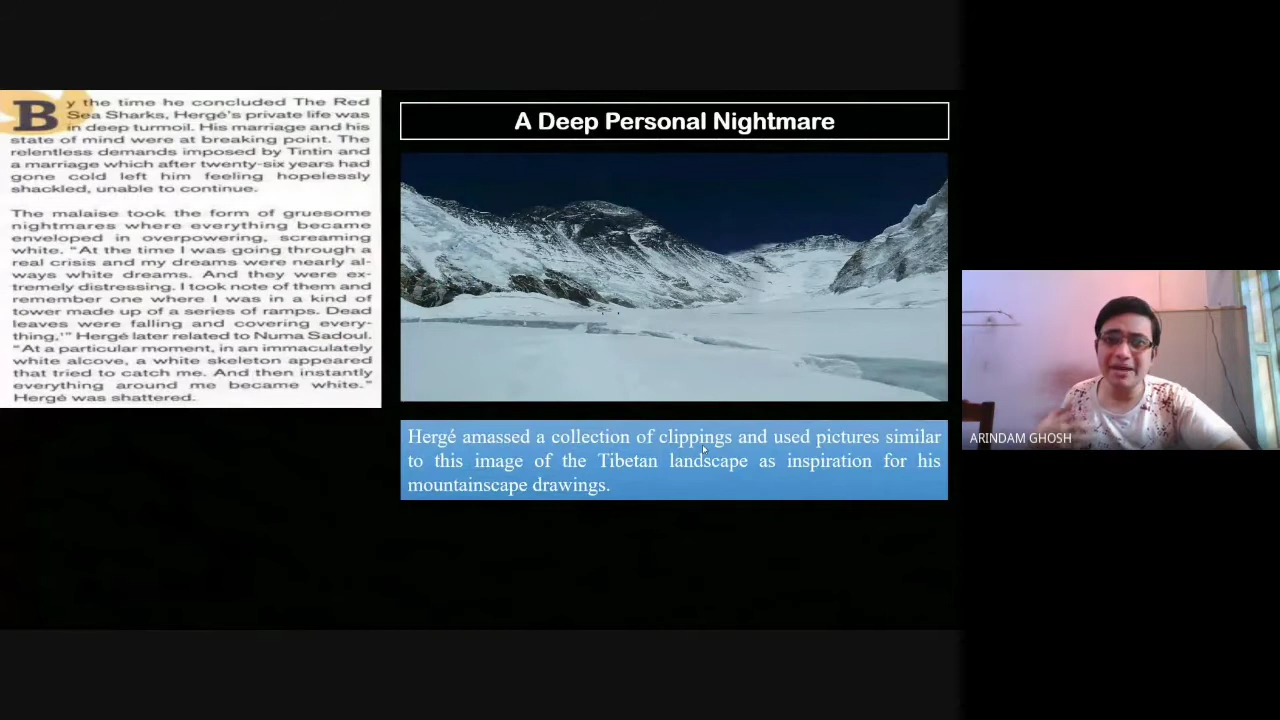 By the time he concluded The Red
Sea Sharks, Hergé's private life was
in deep turmoil. His marriage and his
state of mind were at breaking point. The
relentless demands imposed by Tintin and
a marriage which after twenty-six years had
gone cold left him feeling hopelessly
shackled, unable to continue.
The malaise took the form of gruesome
nightmares where everything became
enveloped in overpowering, screaming
white. "At the time I was going through a
real crisis and my dreams were nearly al-
ways white dreams. And they were ex-
tremely distressing. I took note of them and
remember one where I was in a kind of
tower made up of a series of ramps. Dead
leaves were falling and covering every-
thing,'" Hergé later related to Numa Sadoul.
"At a particular moment, in an immaculately
white alcove, a white skeleton appeared
that tried to catch me. And then instantly
everything around me became white."
Hergé was shattered.
A Deep Personal Nightmare
Hergé amassed a collection of clippings and used pictures similar
to this image of the Tibetan landscape as inspiration for his
mountainscape drawings.
ARINDAM GHOSH